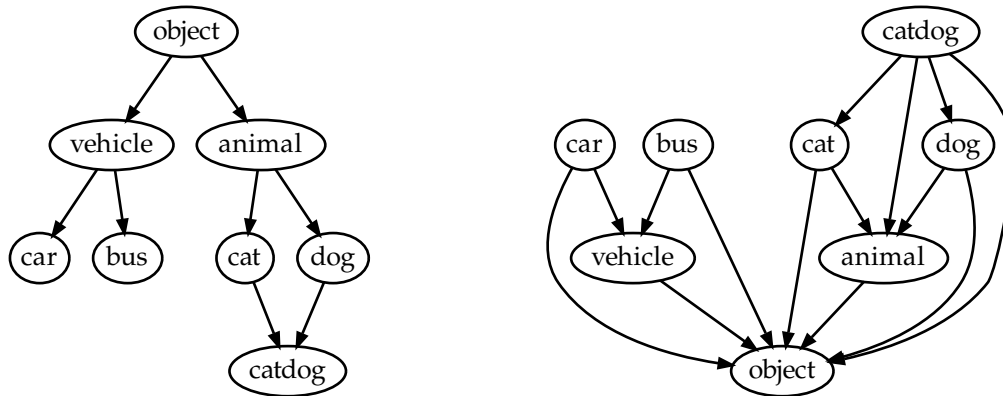 object
vehicle animal
car bus cat dog
catdog
catdog
car bus cat dog
vehicle animal
object